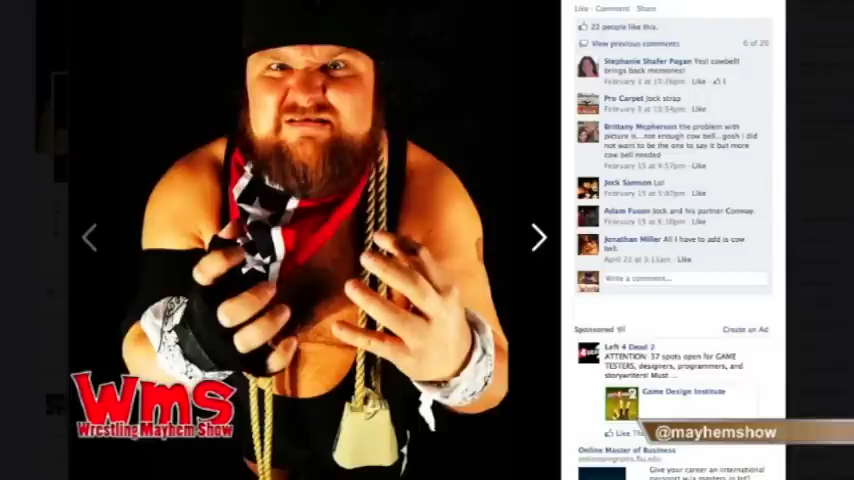 Like · Comment · Share
22 people like this.
View previous comments
6 of 20
Stephanie Shafer Pagan Yes! cowbell
brings back memories!
February 3 at 10:26pm · Like · 1
Pro Carpet Jock strap
February 3 at 10:54pm · Like
Brittany Mcpherson the problem with
picture is...not enough cow bell...gosh i did
not want to be the one to say it but more
cow bell needed
February 15 at 4:57pm · Like
Jock Samson Lol
February 15 at 5:07pm · Like
Adam Fuson Jock and his partner Conway.
February 15 at 6:10pm · Like
Jonathan Miller All I have to add is cow
bell.
April 22 at 3:11am · Like
Write a comment...
Sponsored
Create an Ad
Left 4 Dead 2
ATTENTION: 37 spots open for GAME
TESTERS, designers, programmers, and
storywriters! Must ...
Game Design Institute
Like
@mayhemshow
Online Master of Business
Give your career an international
WMS
Wrestling Mayhem Show